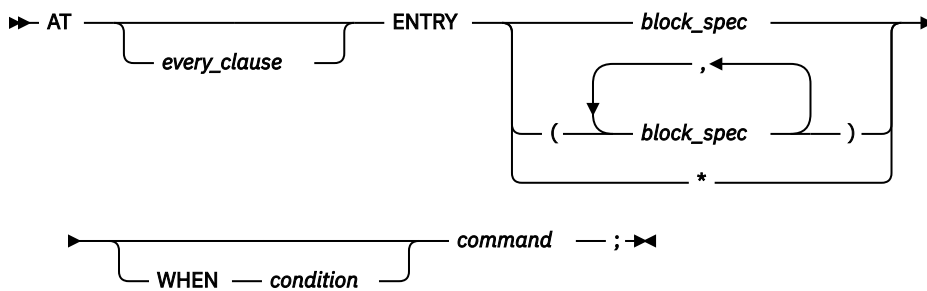 AT ENTRY block_spec
every_clause
,
( block_spec )
*
command ;
WHEN condition